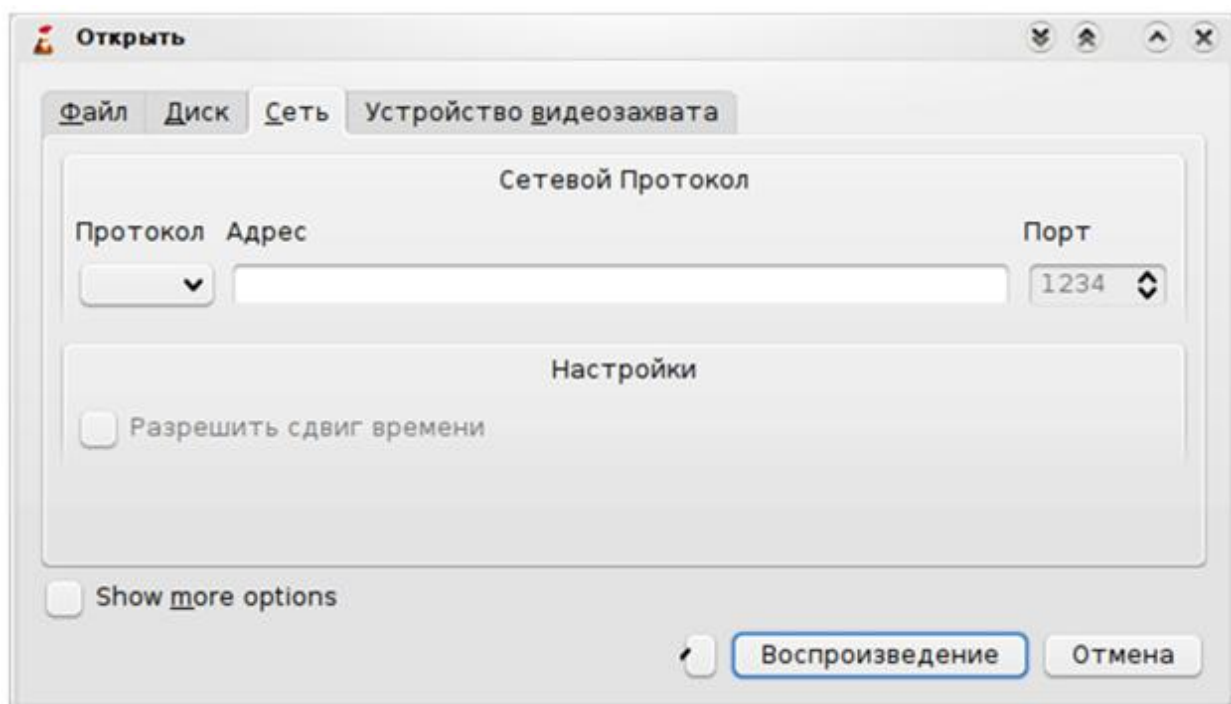 Открыть
Файл Диск Сеть Устройство видеозахвата
Сетевой Протокол
Протокол Адрес Порт
1234
Настройки
Разрешить сдвиг времени
Show more options
Воспроизведение Отмена